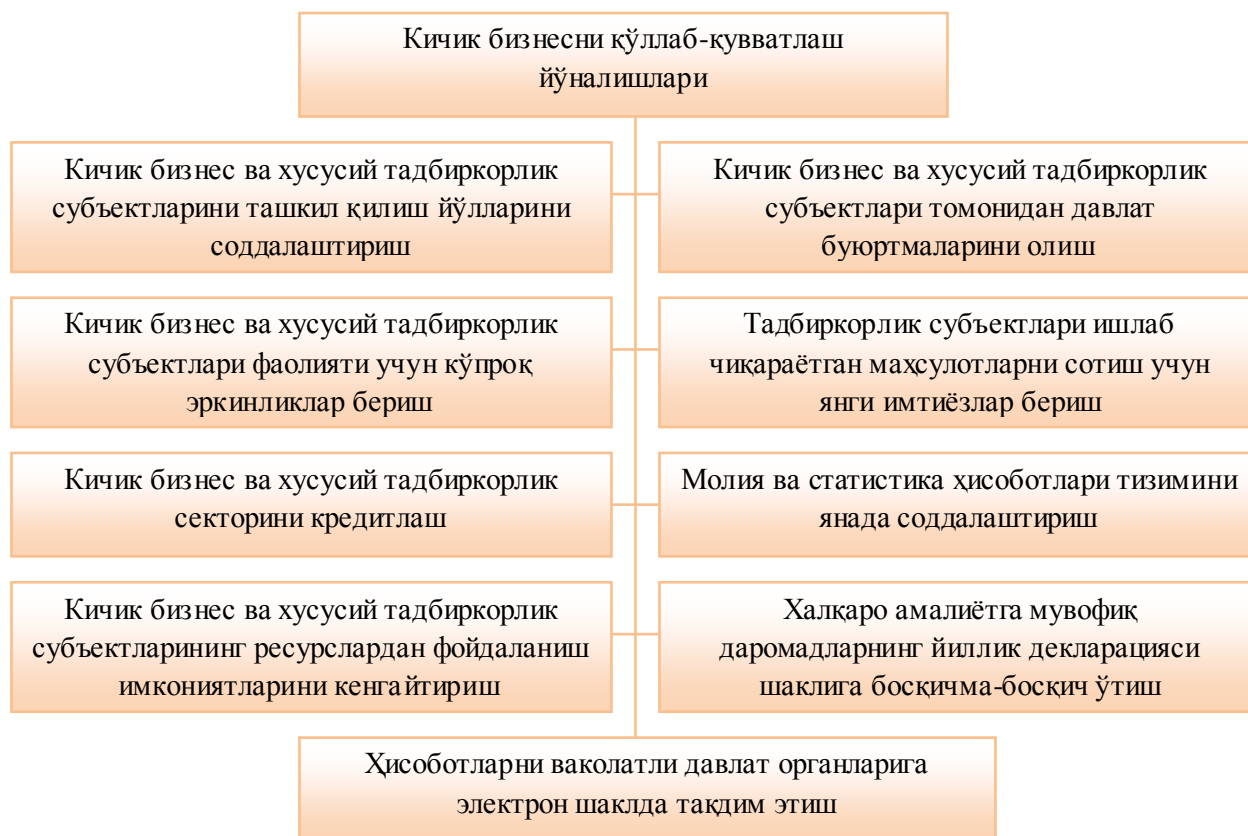 Кичик бизнесни қўллаб-қувватлаш
йўналишлари
Кичик бизнес ва хусусий тадбиркорлик
субъектларини ташкил қилиш йўлларини
соддалаштириш
Кичик бизнес ва хусусий тадбиркорлик
субъектлари томонидан давлат
буюртмаларини олиш
Кичик бизнес ва хусусий тадбиркорлик
субъектлари фаолияти учун кўпроқ
эркинликлар бериш
Тадбиркорлик субъектлари ишлаб
чиқараётган маҳсулотларни сотиш учун
янги имтиёзлар бериш
Кичик бизнес ва хусусий тадбиркорлик
секторини кредитлаш
Молия ва статистика ҳисоботлари тизимини
янада соддалаштириш
Кичик бизнес ва хусусий тадбиркорлик
субъектларининг ресурслардан фойдаланиш
имкониятларини кенгайтириш
Халқаро амалиётга мувофиқ
даромадларнинг йиллик декларацияси
шаклига босқичма-босқич ўтиш
Ҳисоботларни ваколатли давлат органларига
электрон шаклда тақдим этиш